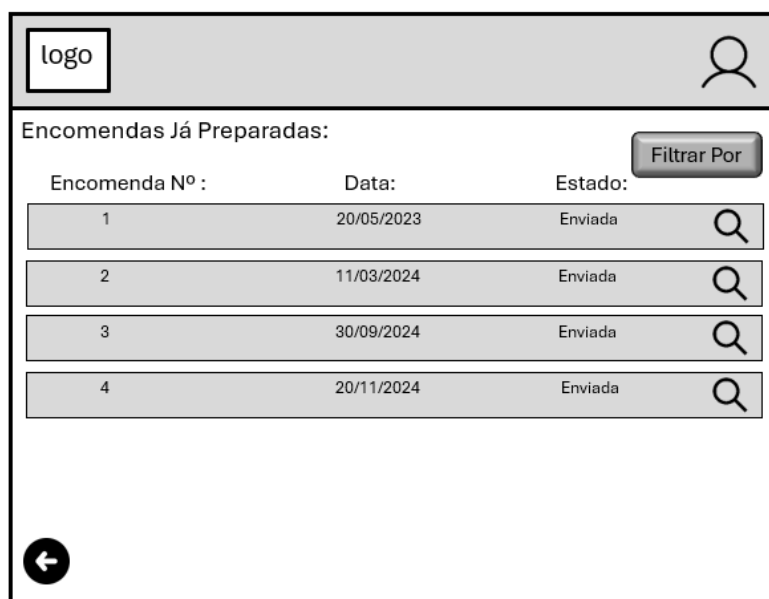 logo
Encomendas Já Preparadas:
Filtrar Por
Encomenda Nº : Data: Estado:
1 20/05/2023 Enviada
2 11/03/2024 Enviada
3 30/09/2024 Enviada
4 20/11/2024 Enviada